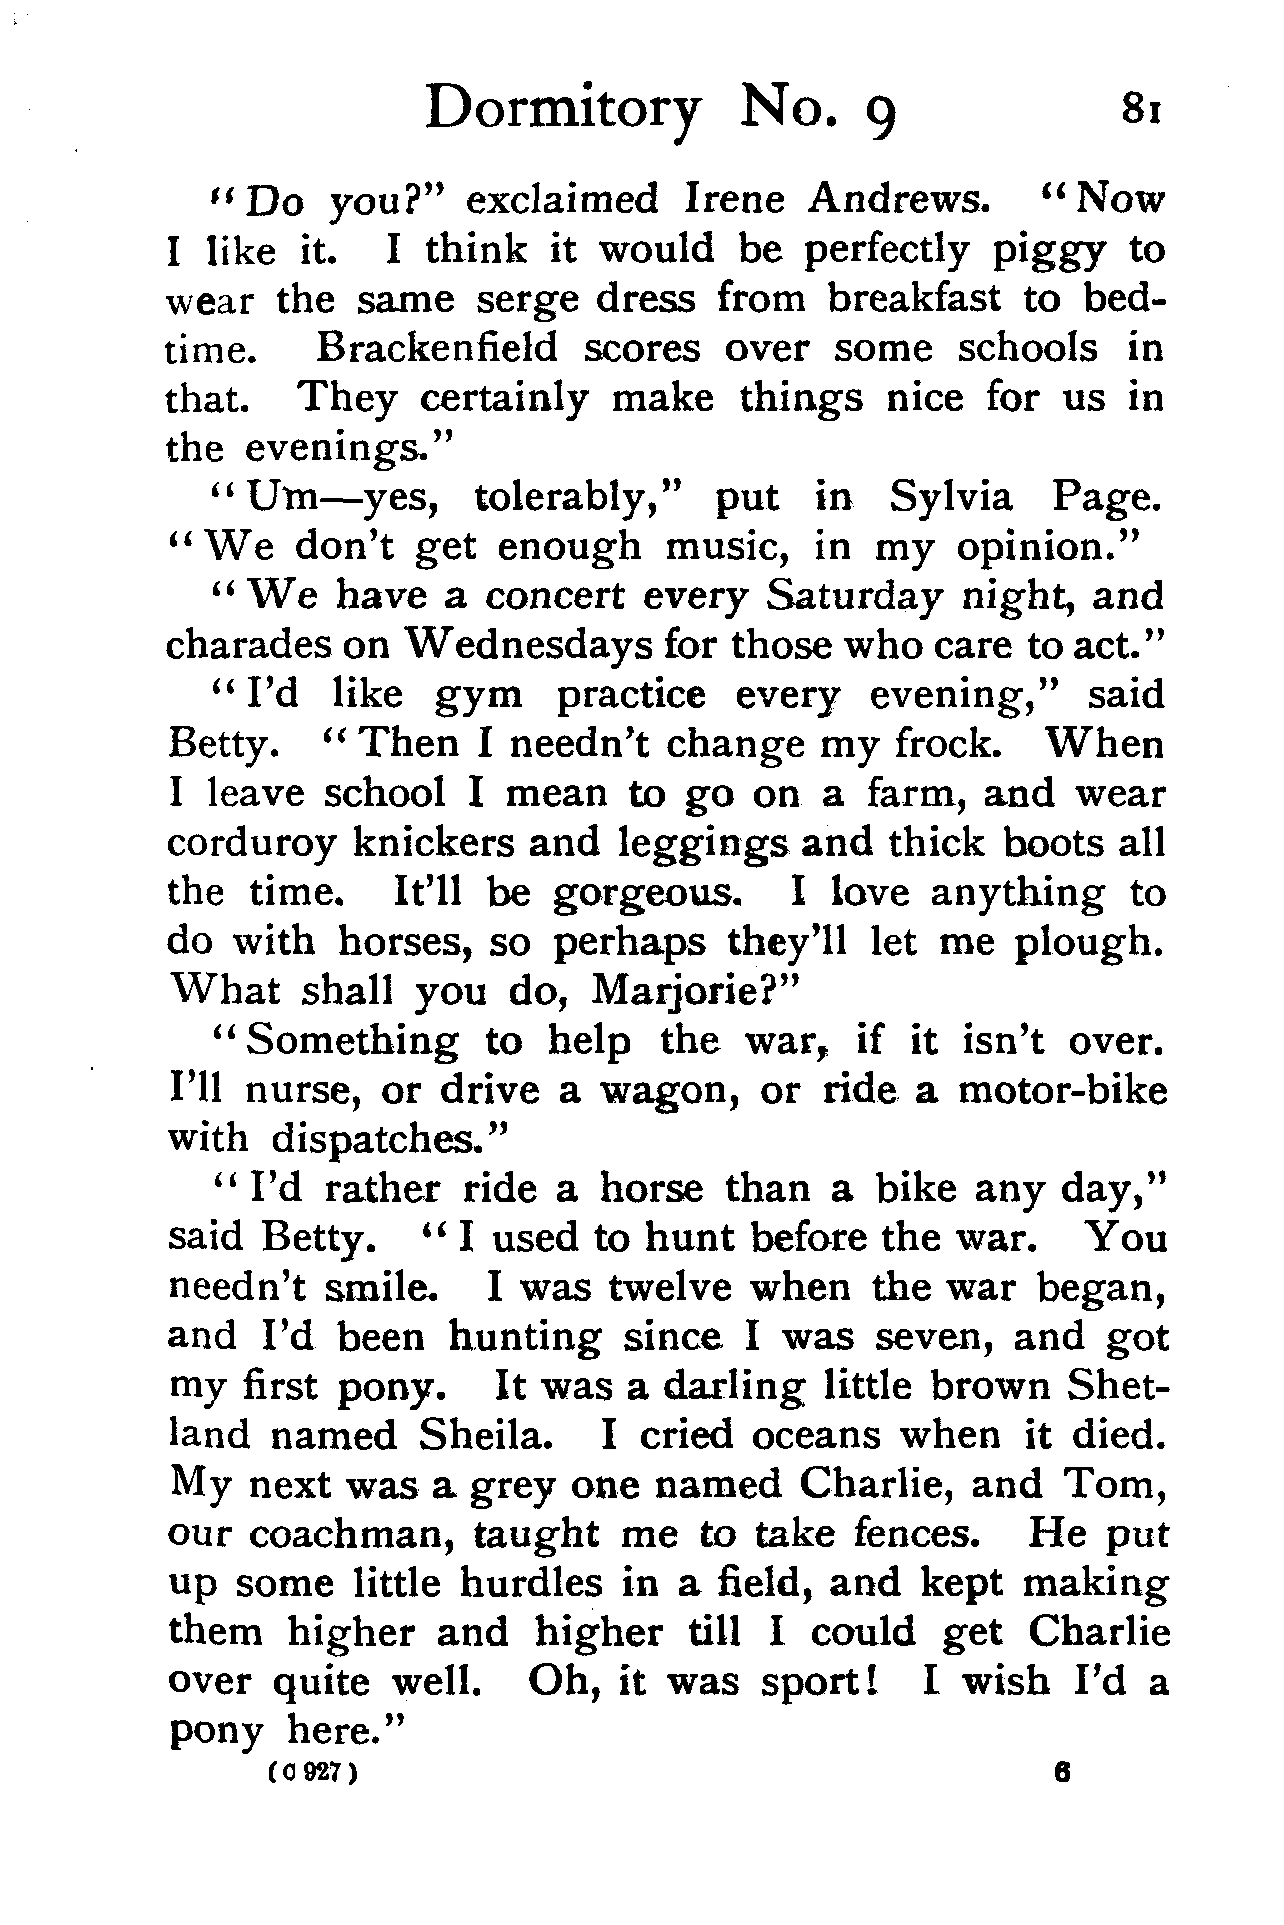 Dormitory No. 9 81
"Do you?" exclaimed Irene Andrews. "Now
I like it. I think it would be perfectly piggy to
wear the same serge dress from breakfast to bed-
time. Brackenfield scores over some schools in
that. They certainly make things nice for us in
the evenings."
"Um—yes, tolerably," put in Sylvia Page.
"We don't get enough music, in my opinion."
"We have a concert every Saturday night, and
charades on Wednesdays for those who care to act."
"I'd like gym practice every evening," said
Betty. "Then I needn't change my frock. When
I leave school I mean to go on a farm, and wear
corduroy knickers and leggings and thick boots all
the time. It'll be gorgeous. I love anything to
do with horses, so perhaps they'll let me plough.
What shall you do, Marjorie?"
"Something to help the war, if it isn't over.
I'll nurse, or drive a wagon, or ride a motor-bike
with dispatches."
"I'd rather ride a horse than a bike any day,"
said Betty. "I used to hunt before the war. You
needn't smile. I was twelve when the war began,
and I'd been hunting since I was seven, and got
my first pony. It was a darling little brown Shet-
land named Sheila. I cried oceans when it died.
My next was a grey one named Charlie, and Tom,
our coachman, taught me to take fences. He put
up some little hurdles in a field, and kept making
them higher and higher till I could get Charlie
over quite well. Oh, it was sport! I wish I'd a
pony here."
(C 927) 6